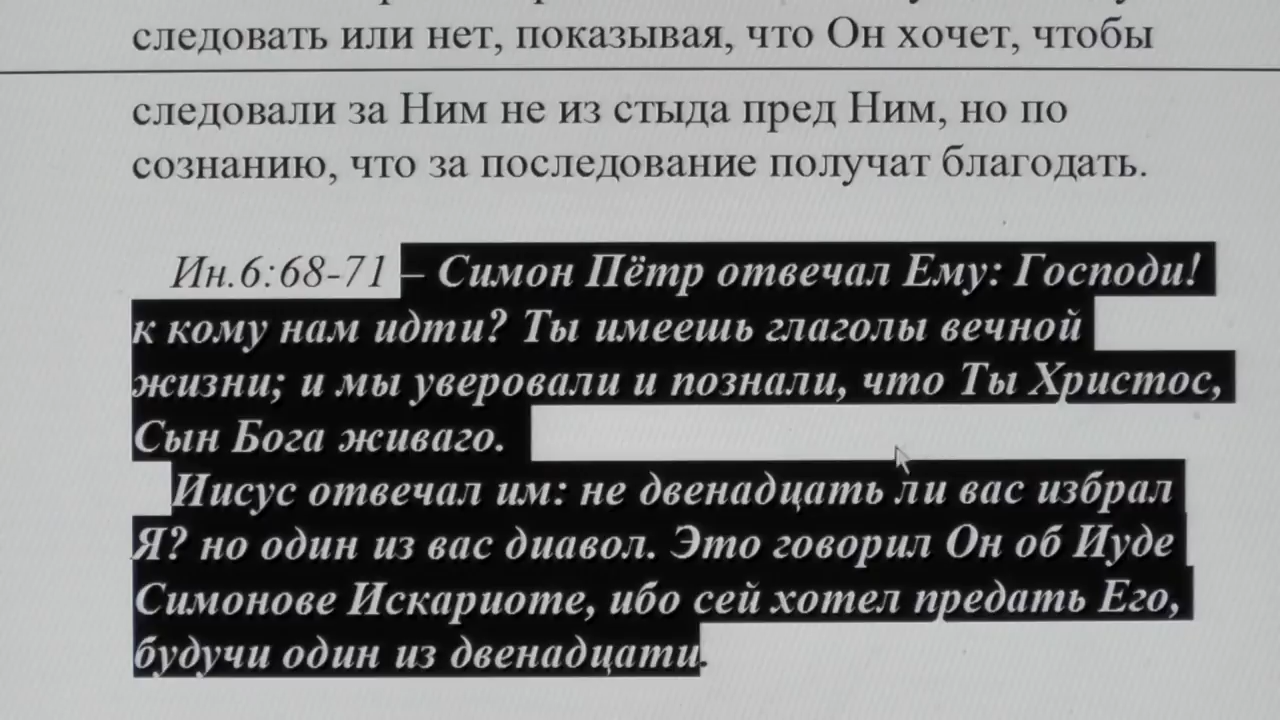 следовать или нет, показывая, что Он хочет, чтобы
следовали за Ним не из стыда пред Ним, но по
сознанию, что за последование получат благодать.
Ин.6:68-71 – Симон Пётр отвечал Ему: Господи!
к кому нам идти? Ты имеешь глаголы вечной
жизни; и мы уверовали и познали, что Ты Христос,
Сын Бога живаго.
Иисус отвечал им: не двенадцать ли вас избрал
Я? но один из вас диавол. Это говорил Он об Иуде
Симонове Искариоте, ибо сей хотел предать Его,
будучи один из двенадцати.